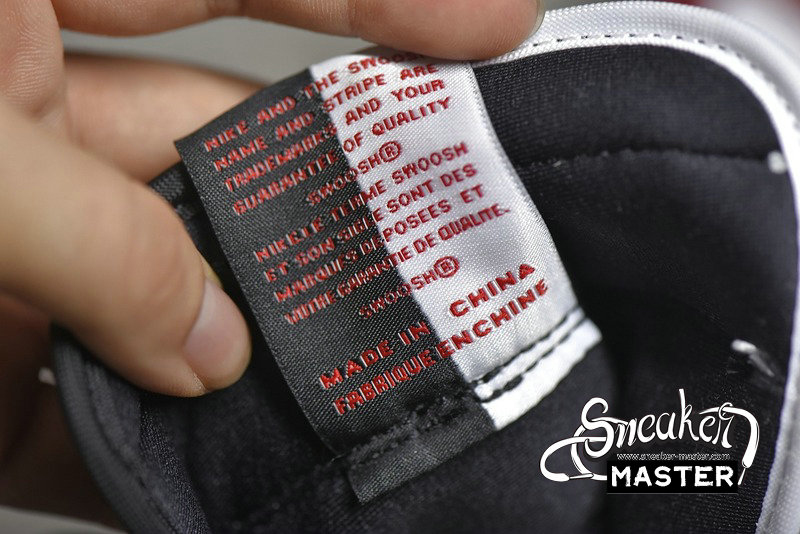 NIKE AND THE SWOOSH
NAME AND STRIPE ARE
TRADEMARKS AND YOUR
GUARANTEE OF QUALITY
SWOOSH®
NIKE LE TERME SWOOSH
ET SON SIGLE SONT DES
MARQUES DEPOSEES ET
VOTRE GARANTIE DE QUALITE.
SWOOSH®
MADE IN CHINA
FABRIQUE EN CHINE
Sneaker
www.sneaker-master.com
MASTER